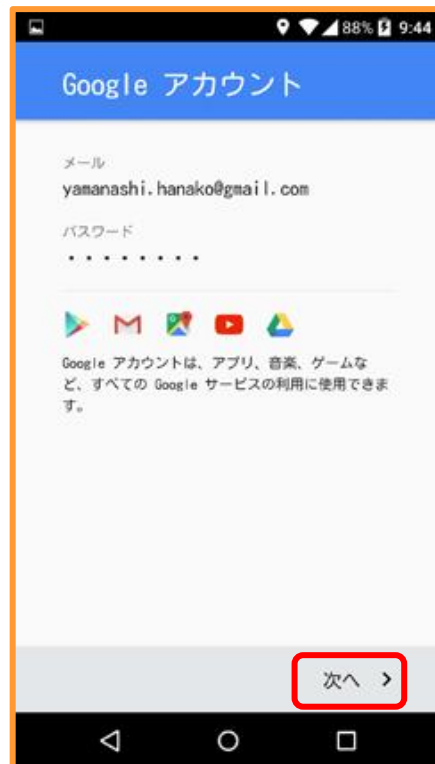 88% 9:44
Google アカウント
メール
yamanashi.hanako@gmail.com
パスワード
・・・・・・・・
Google アカウントは、アプリ、音楽、ゲームな
ど、すべての Google サービスの利用に使用できま
す。
次へ >